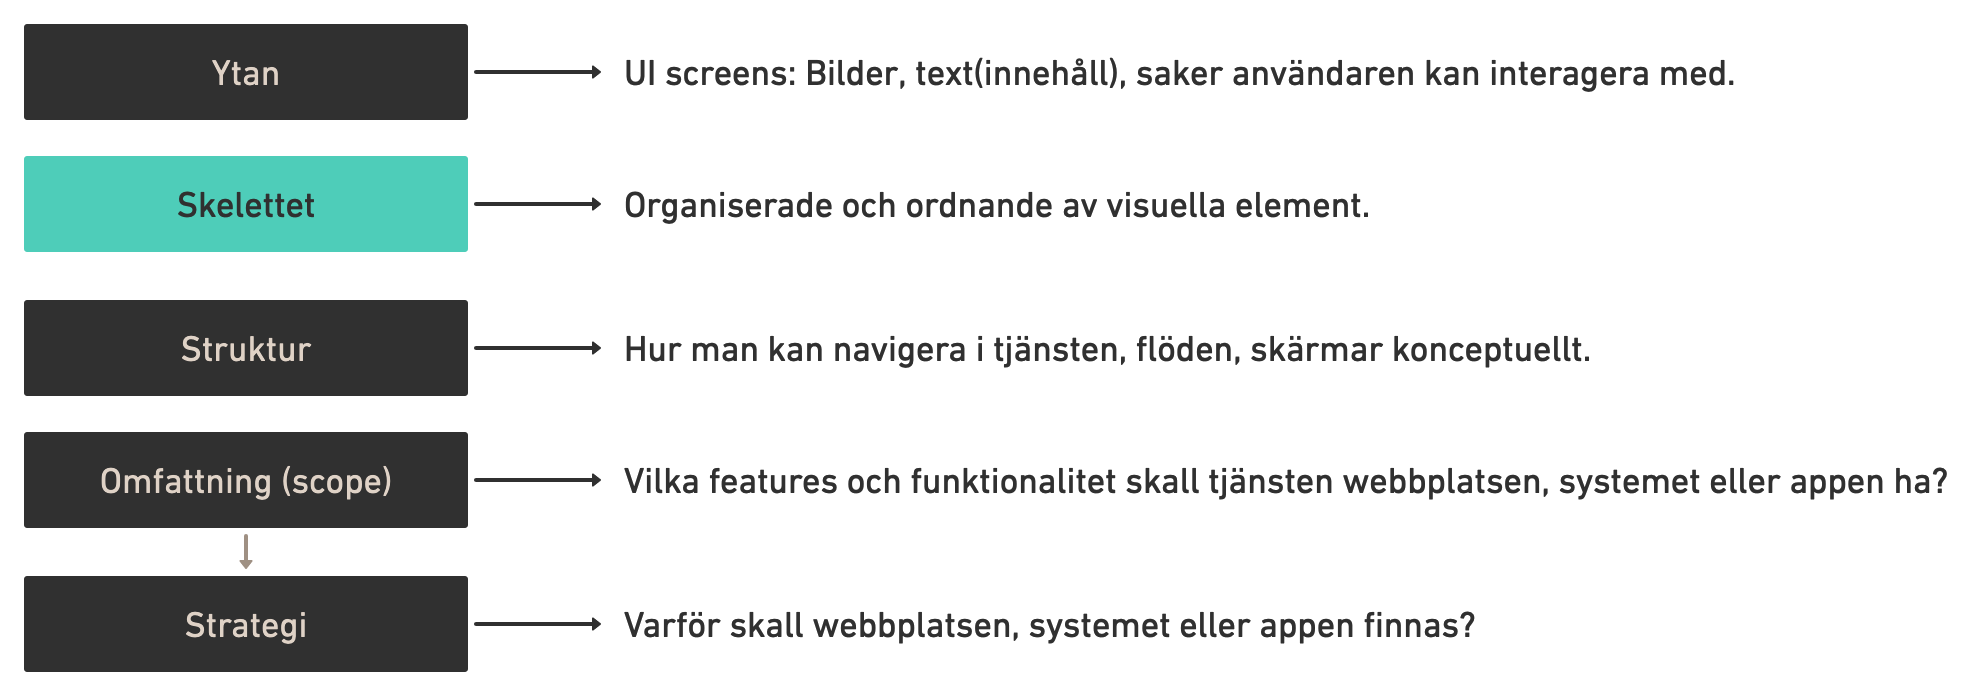 Ytan
UI screens: Bilder, text(innehåll), saker användaren kan interagera med.
Skelettet
Organiserade och ordnande av visuella element.
Struktur
Hur man kan navigera i tjänsten, flöden, skärmar konceptuellt.
Omfattning (scope)
Vilka features och funktionalitet skall tjänsten webbplatsen, systemet eller appen ha?
Strategi
Varför skall webbplatsen, systemet eller appen finnas?